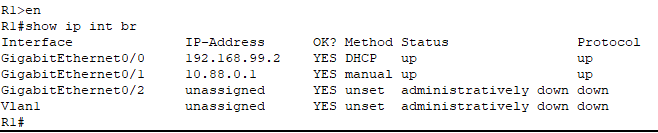 R1>en
R1#show ip int br
Interface              IP-Address      OK? Method Status                Protocol
GigabitEthernet0/0     192.168.99.2    YES DHCP   up                    up
GigabitEthernet0/1     10.88.0.1       YES manual up                    up
GigabitEthernet0/2     unassigned      YES unset  administratively down down
Vlan1                  unassigned      YES unset  administratively down down
R1#